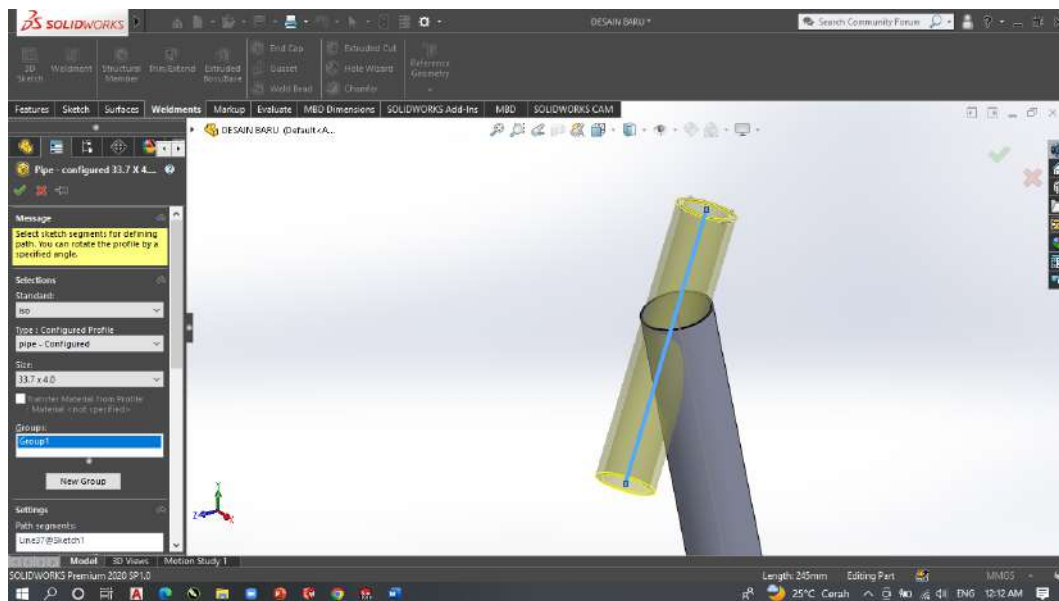 SOLIDWORKS
DESAIN BARU *
Search Community Forum
3D Sketch
Weldment
Structural Member
Trim/Extend
Extruded Boss/Base
End Cap
Gusset
Weld Bead
Extruded Cut
Hole Wizard
Chamfer
Reference Geometry
Features Sketch Surfaces Weldments Markup Evaluate MBD Dimensions SOLIDWORKS Add-Ins MBD SOLIDWORKS CAM
DESAIN BARU (Default<A...
Pipe - configured 33.7 X 4....
Message
Select sketch segments for defining
path. You can rotate the profile by a
specified angle.
Selections
Standard:
iso
Type : Configured Profile
pipe - Configured
Size:
33.7 x 4.0
Transfer Material from Profile
Material <not specified>
Groups:
Group1
New Group
Settings
Path segments:
Line37@Sketch1
Y
Z
X
Model 3D Views Motion Study 1
SOLIDWORKS Premium 2020 SP1.0
Length: 245mm Editing Part MMGS
25°C Cerah ENG 12:12 AM